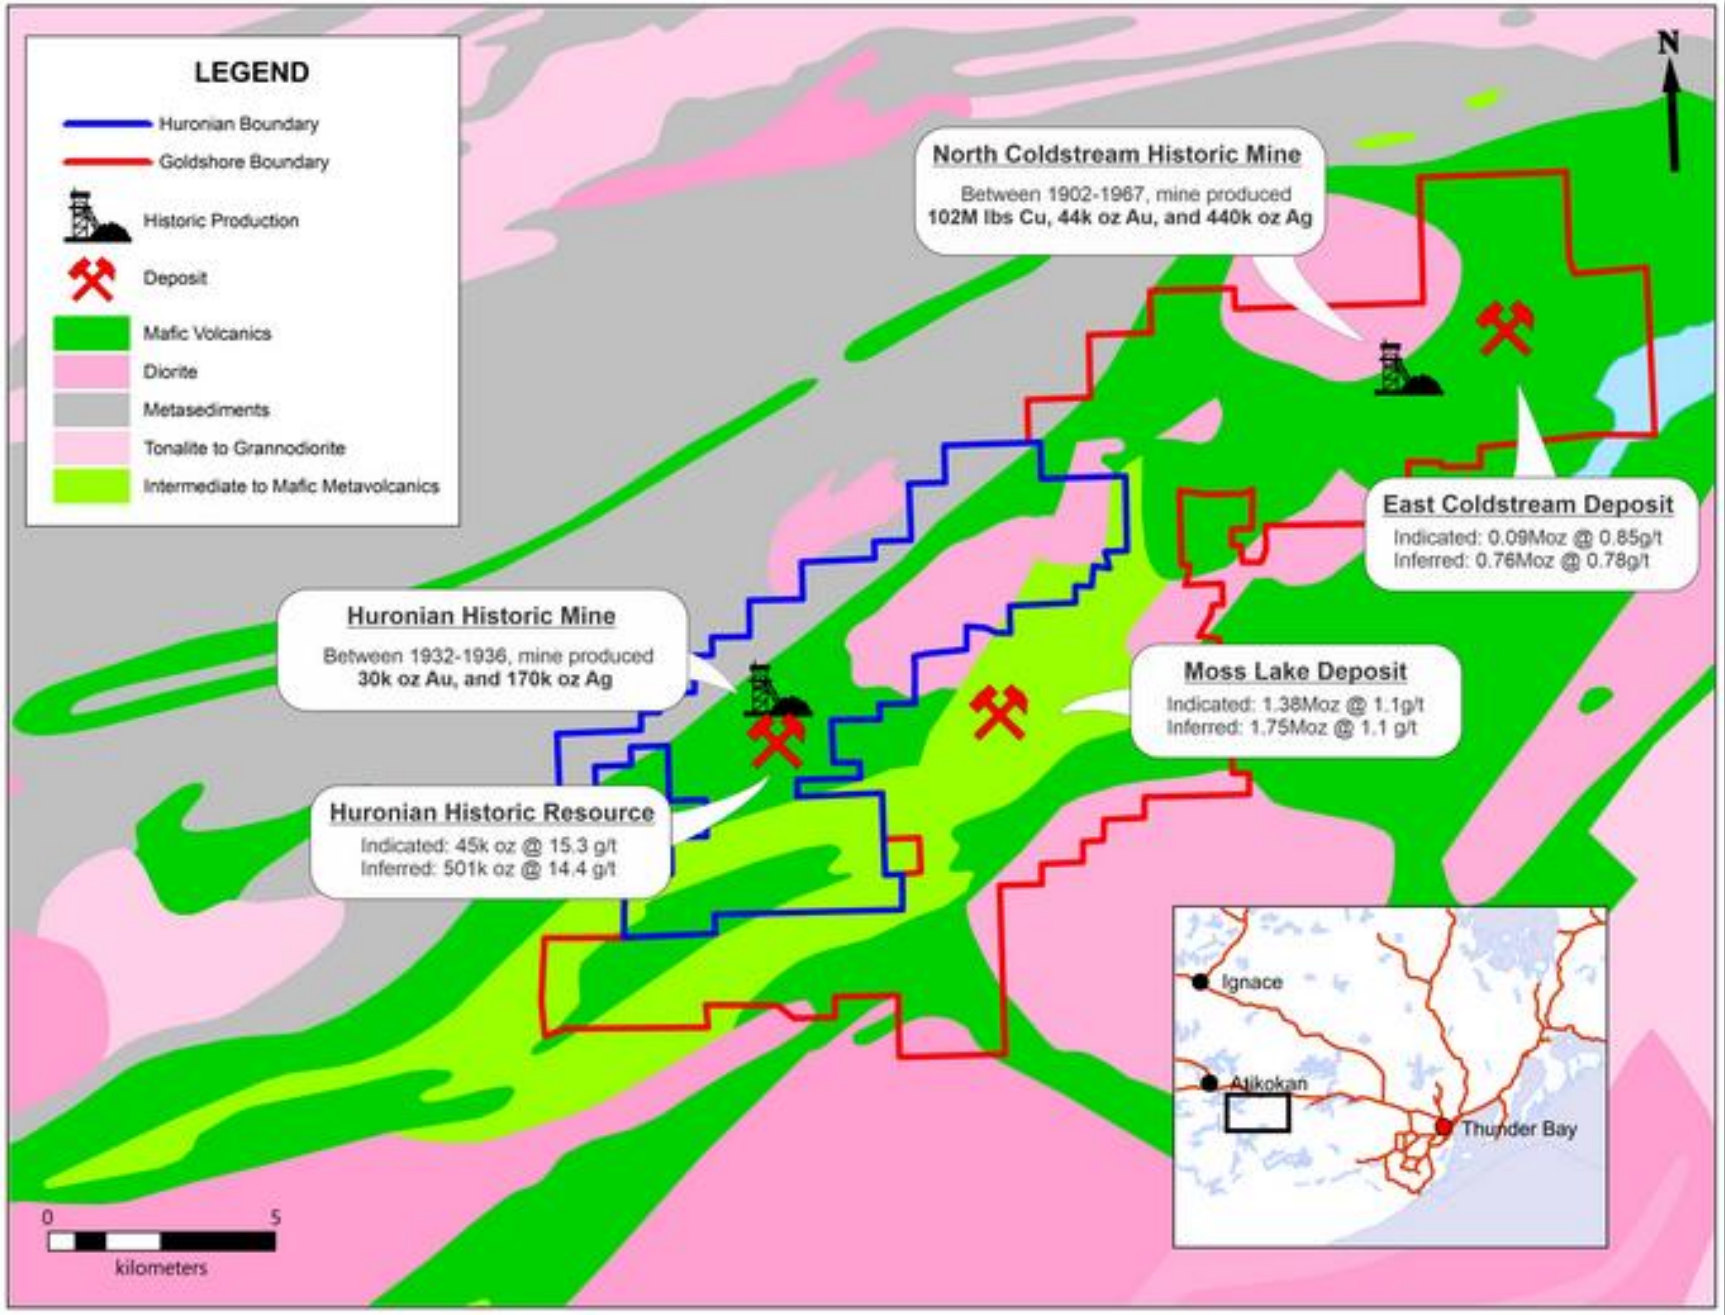 LEGEND
Huronian Boundary
Goldshore Boundary
Historic Production
Deposit
Mafic Volcanics
Diorite
Metasediments
Tonalite to Grannodiorite
Intermediate to Mafic Metavolcanics
N
North Coldstream Historic Mine
Between 1902-1967, mine produced
102M lbs Cu, 44k oz Au, and 440k oz Ag
East Coldstream Deposit
Indicated: 0.09Moz @ 0.85g/t
Inferred: 0.76Moz @ 0.78g/t
Huronian Historic Mine
Between 1932-1936, mine produced
30k oz Au, and 170k oz Ag
Moss Lake Deposit
Indicated: 1.38Moz @ 1.1g/t
Inferred: 1.75Moz @ 1.1 g/t
Huronian Historic Resource
Indicated: 45k oz @ 15.3 g/t
Inferred: 501k oz @ 14.4 g/t
Ignace
Atikokan
Thunder Bay
0 5
kilometers